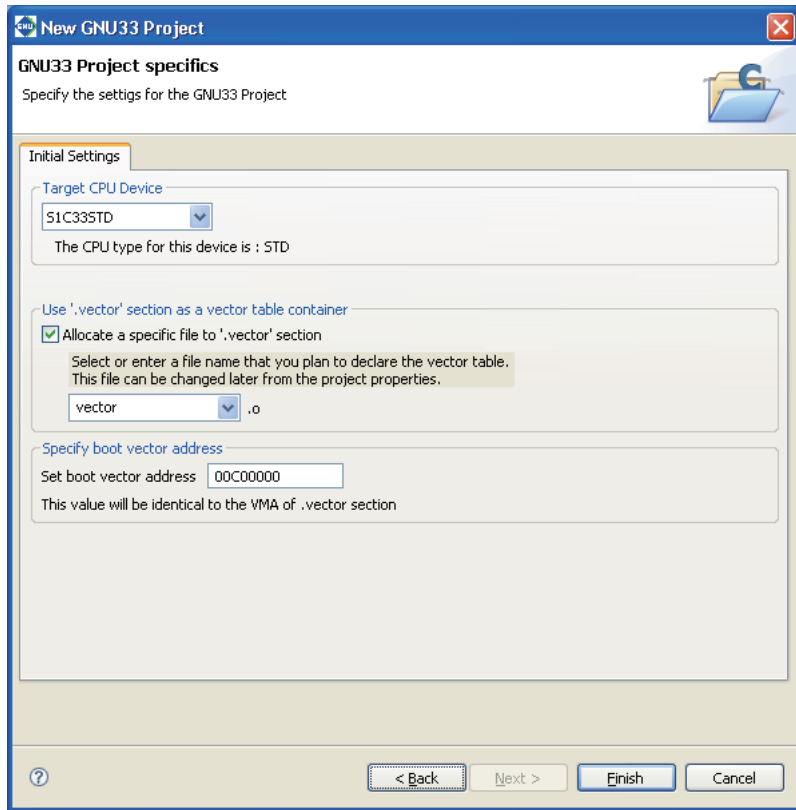 GNU New GNU33 Project
GNU33 Project specifics
Specify the settigs for the GNU33 Project
Initial Settings
Target CPU Device
S1C33STD
The CPU type for this device is : STD
Use '.vector' section as a vector table container
Allocate a specific file to '.vector' section
Select or enter a file name that you plan to declare the vector table.
This file can be changed later from the project properties.
vector .o
Specify boot vector address
Set boot vector address 00C00000
This value will be identical to the VMA of .vector section
? < Back Next > Finish Cancel